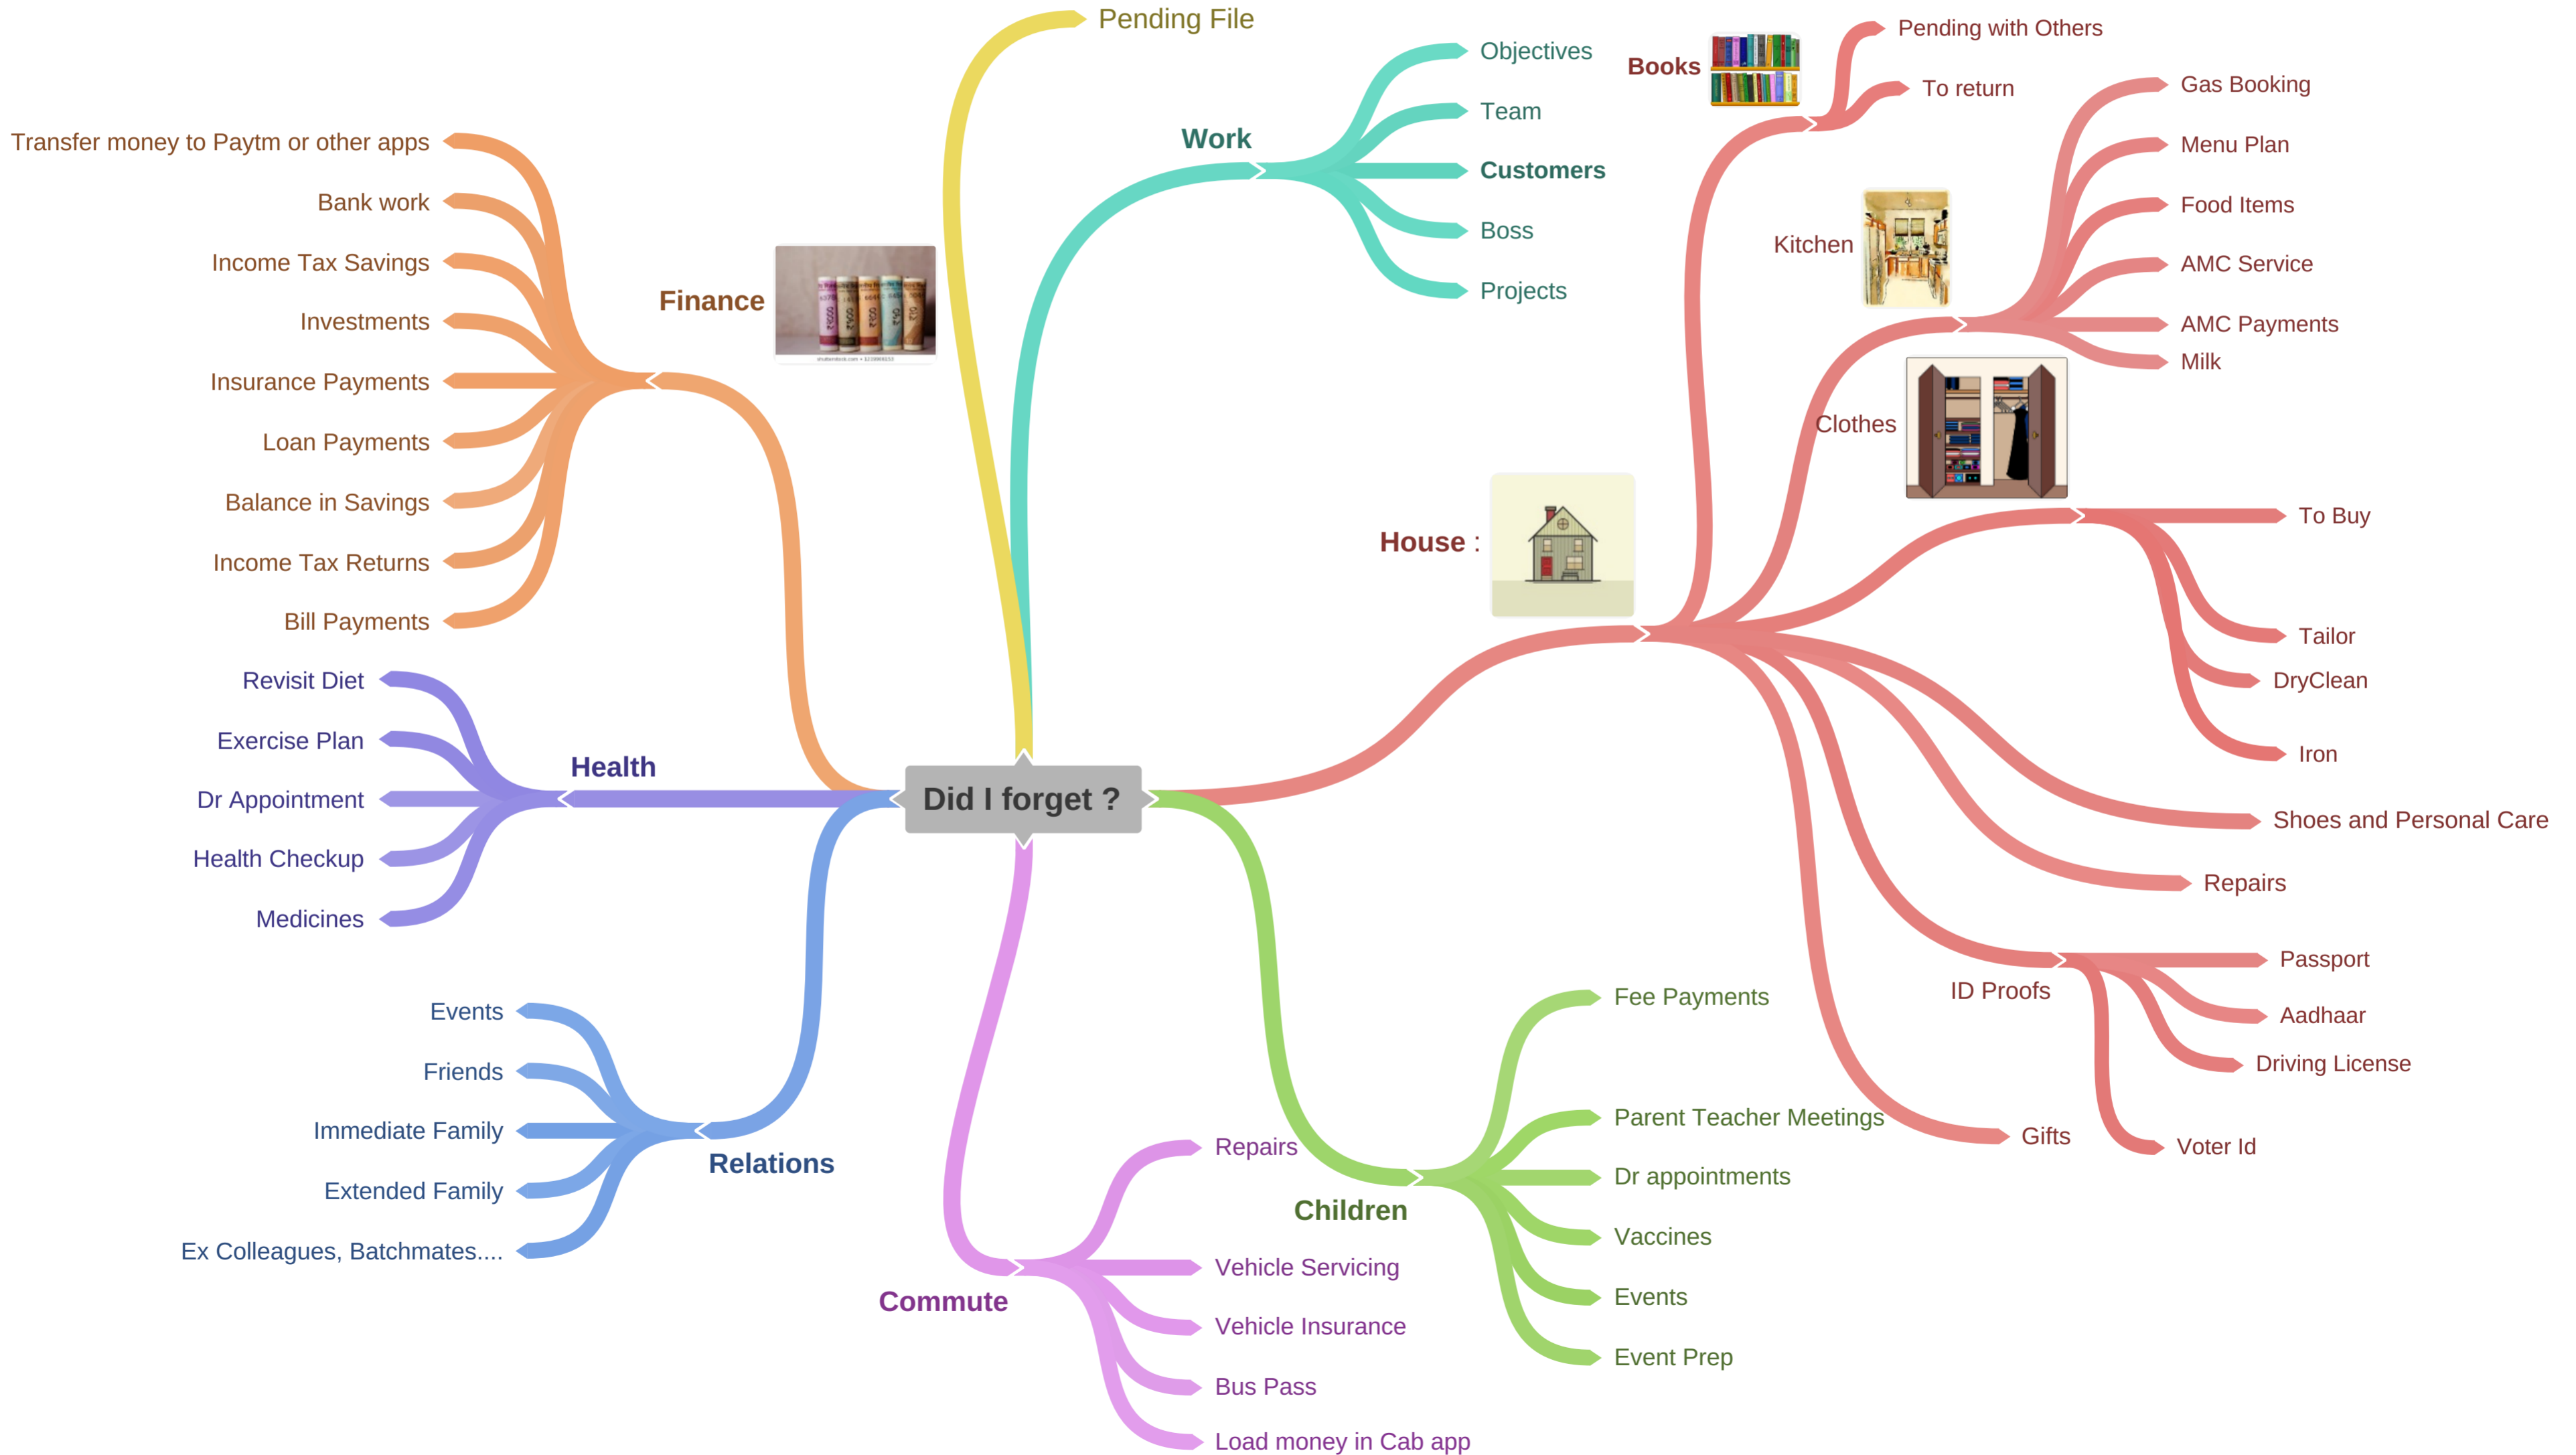 Did I forget ?
Pending File
Work
Objectives
Team
Customers
Boss
Projects
House :
Books
Pending with Others
To return
Kitchen
Gas Booking
Menu Plan
Food Items
AMC Service
AMC Payments
Milk
Clothes
To Buy
Tailor
DryClean
Iron
Shoes and Personal Care
Repairs
ID Proofs
Passport
Aadhaar
Driving License
Voter Id
Gifts
Children
Fee Payments
Parent Teacher Meetings
Dr appointments
Vaccines
Events
Event Prep
Commute
Repairs
Vehicle Servicing
Vehicle Insurance
Bus Pass
Load money in Cab app
Relations
Events
Friends
Immediate Family
Extended Family
Ex Colleagues, Batchmates....
Health
Revisit Diet
Exercise Plan
Dr Appointment
Health Checkup
Medicines
Finance
Transfer money to Paytm or other apps
Bank work
Income Tax Savings
Investments
Insurance Payments
Loan Payments
Balance in Savings
Income Tax Returns
Bill Payments